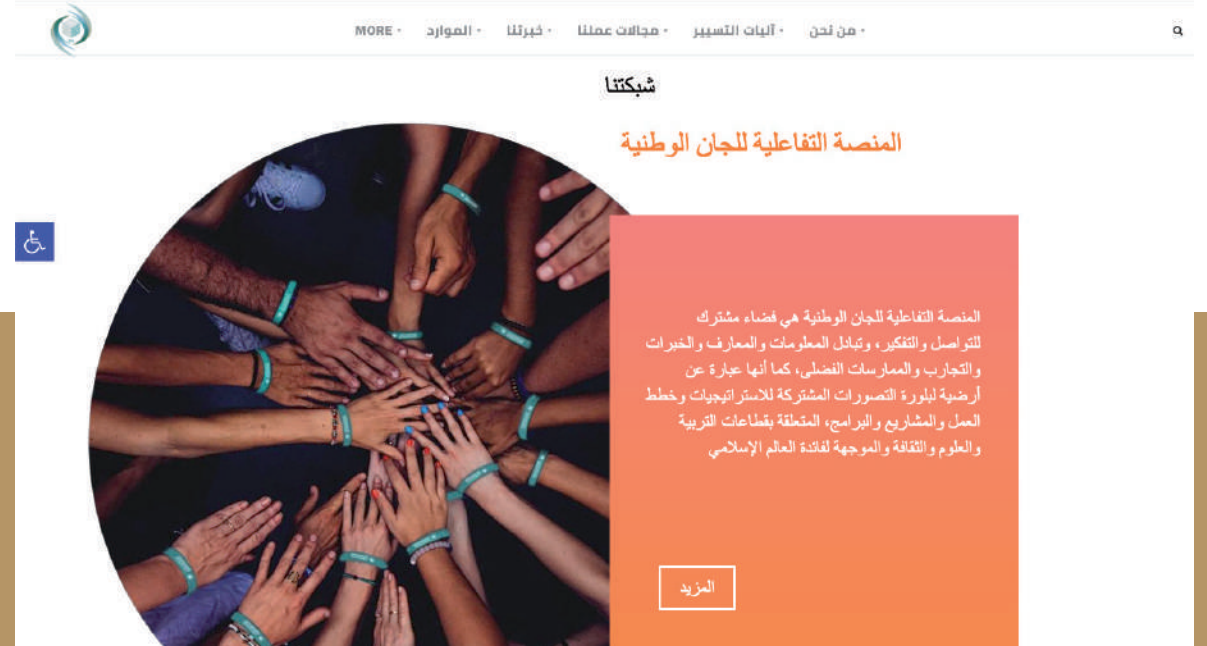 من نحن
آليات التسيير
مجالات عملنا
خبرتنا
الموارد
MORE
شبكتنا
المنصة التفاعلية للجان الوطنية
المنصة التفاعلية للجان الوطنية هي فضاء مشترك
للتواصل والتفكير، وتبادل المعلومات والمعارف والخبرات
والتجارب والممارسات الفضلى، كما أنها عبارة عن
أرضية لبلورة التصورات المشتركة للاستراتيجيات وخطط
العمل والمشاريع والبرامج، المتعلقة بقطاعات التربية
والعلوم والثقافة والموجهة لفائدة العالم الإسلامي
المزيد